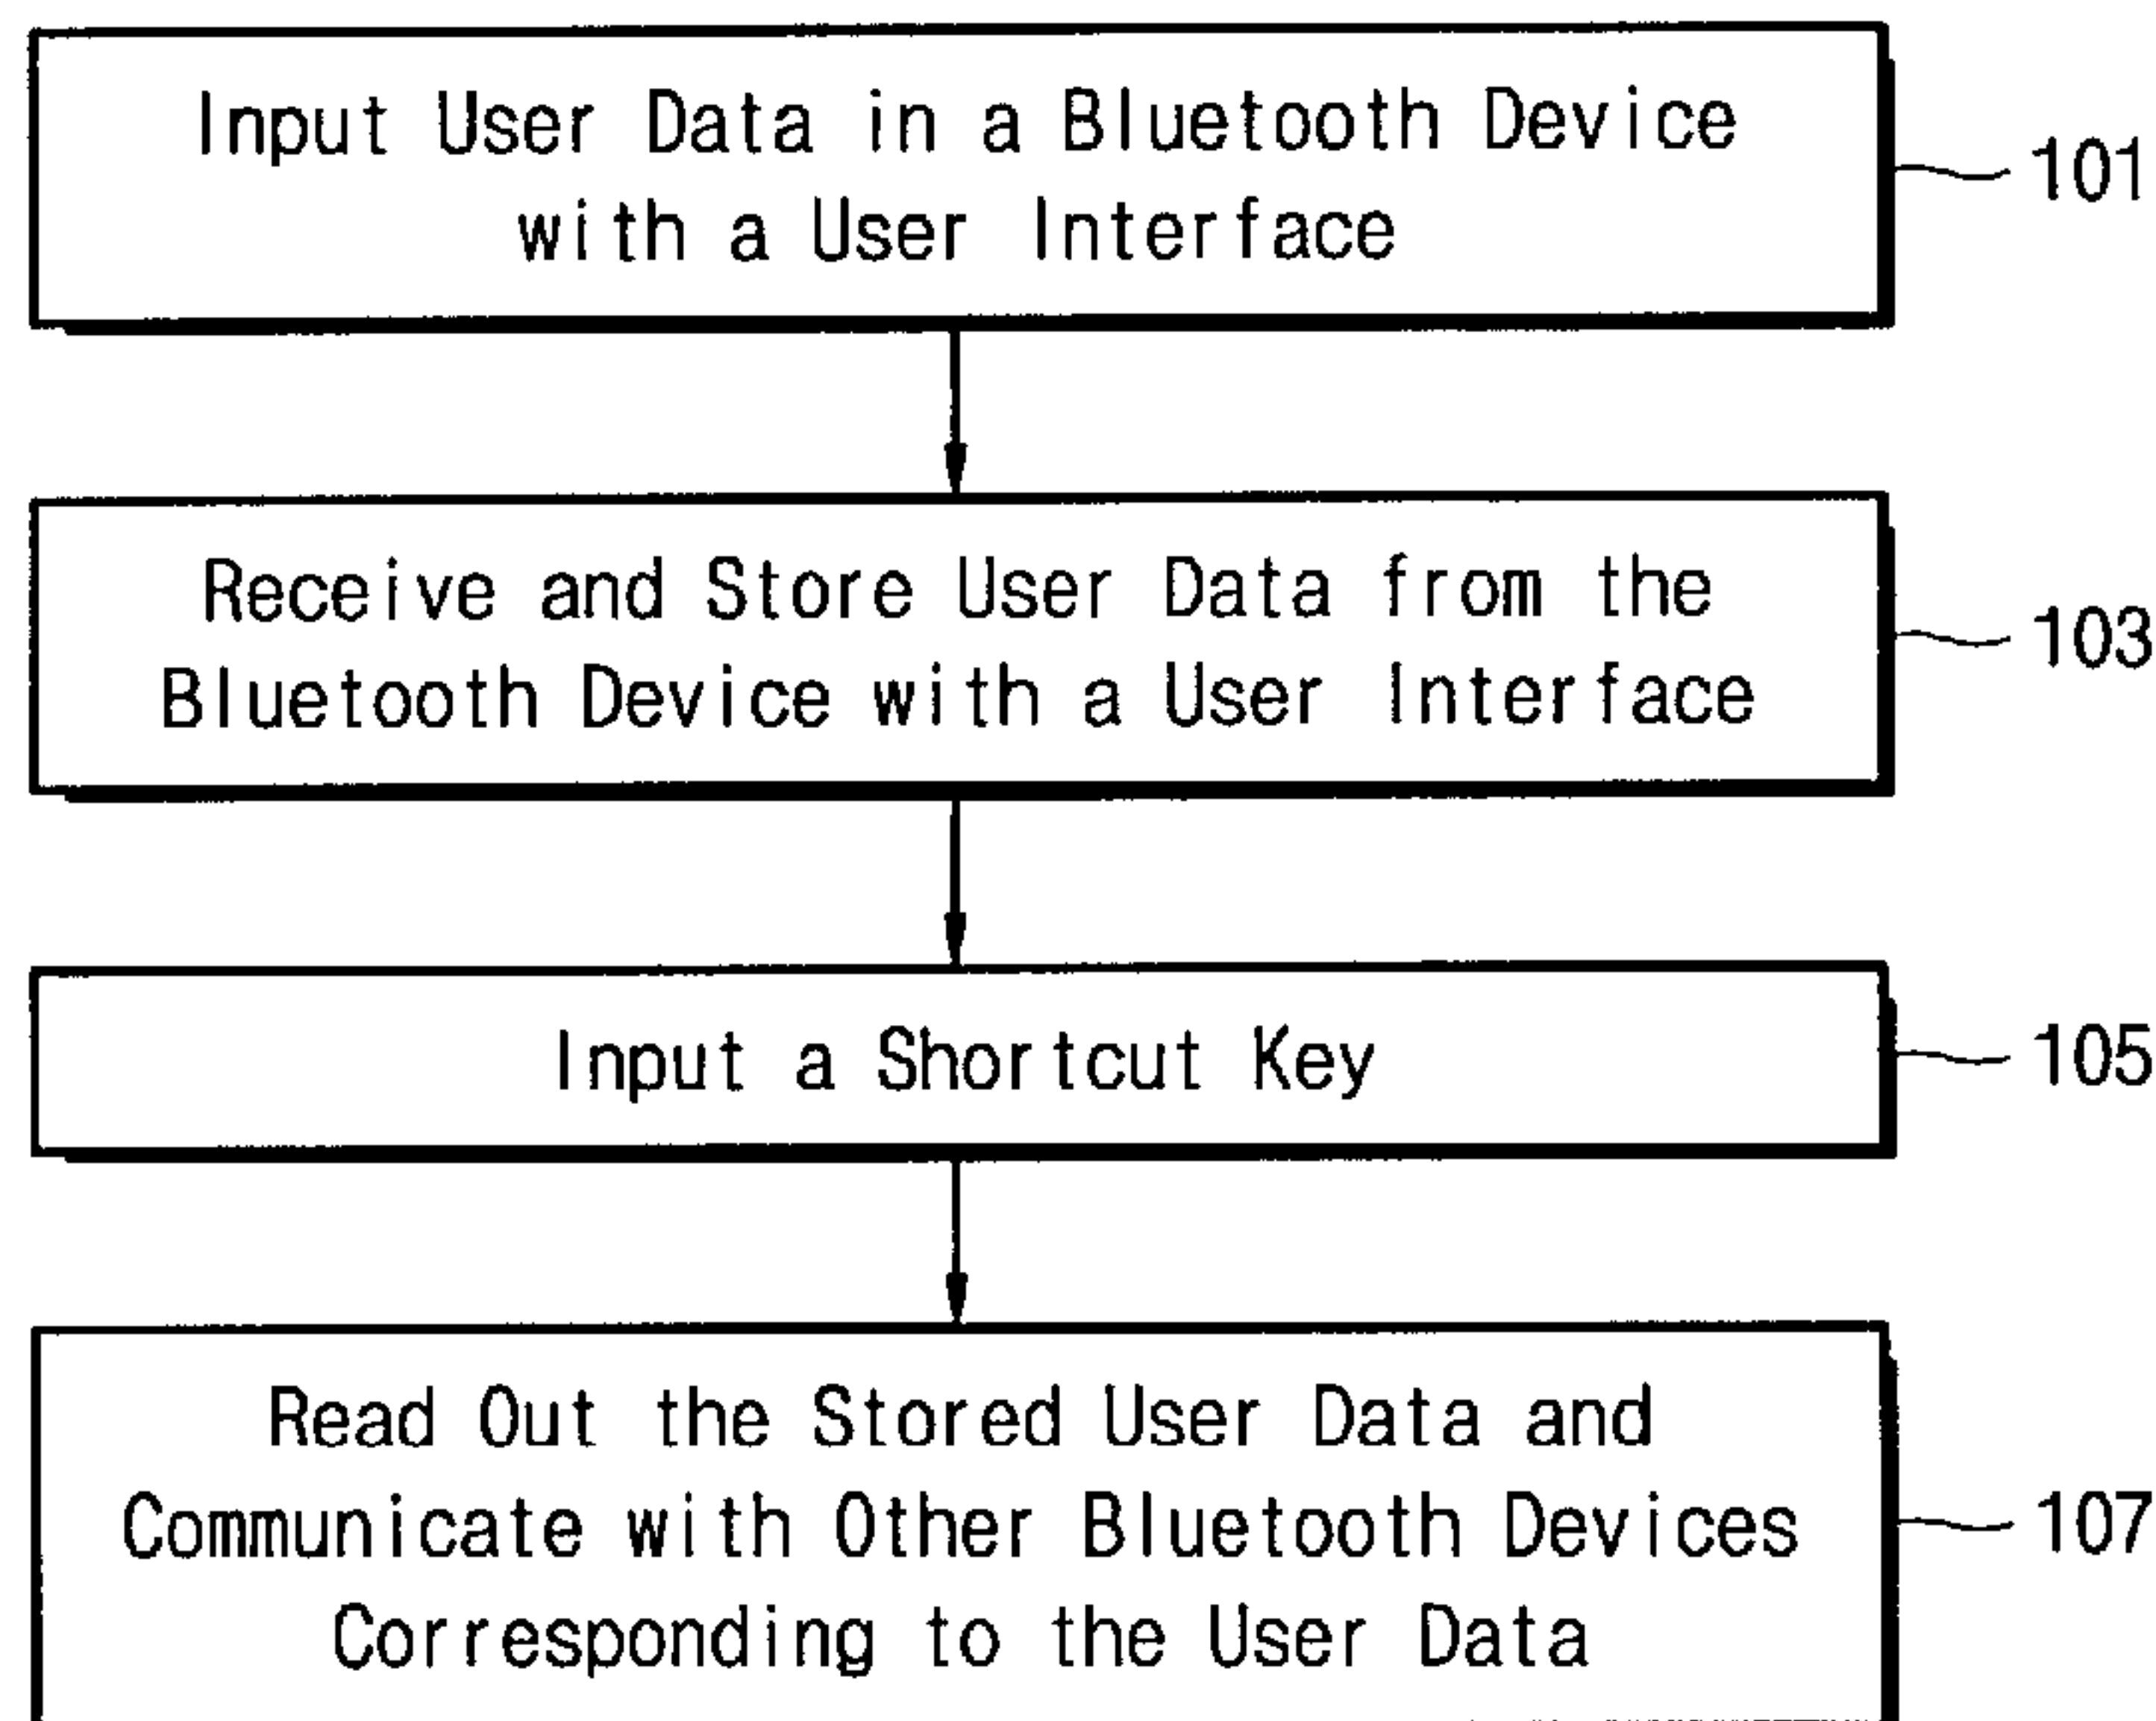 Input User Data in a Bluetooth Device
with a User Interface
101
Receive and Store User Data from the
Bluetooth Device with a User Interface
103
Input a Shortcut Key
105
Read Out the Stored User Data and
Communicate with Other Bluetooth Devices
Corresponding to the User Data
107